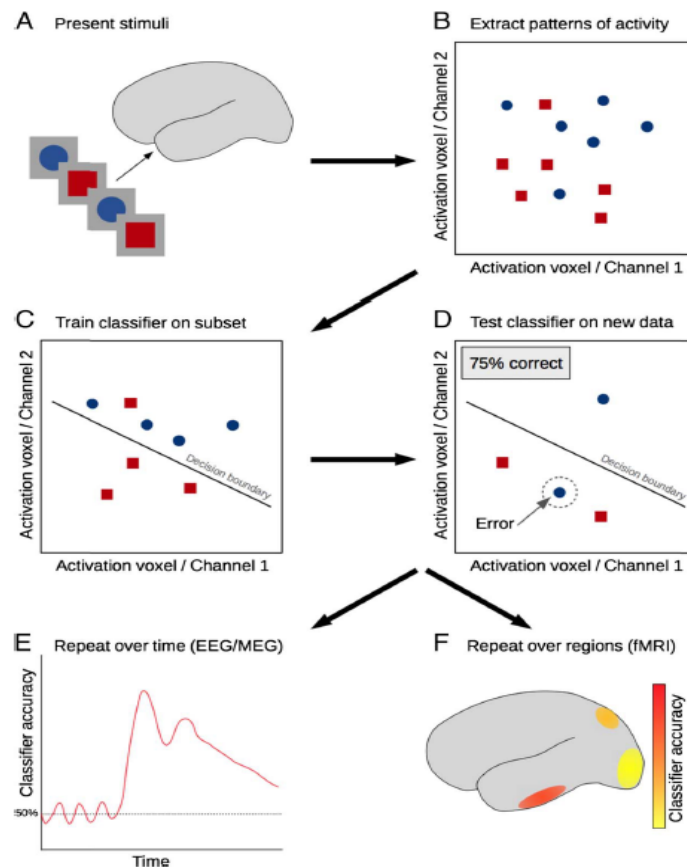 A Present stimuli
B Extract patterns of activity
Activation voxel / Channel 2
Activation voxel / Channel 1
C Train classifier on subset
Activation voxel / Channel 2
Decision boundary
Activation voxel / Channel 1
D Test classifier on new data
75% correct
Activation voxel / Channel 2
Decision boundary
Error
Activation voxel / Channel 1
E Repeat over time (EEG/MEG)
Classifier accuracy
50%
Time
F Repeat over regions (fMRI)
Classifier accuracy